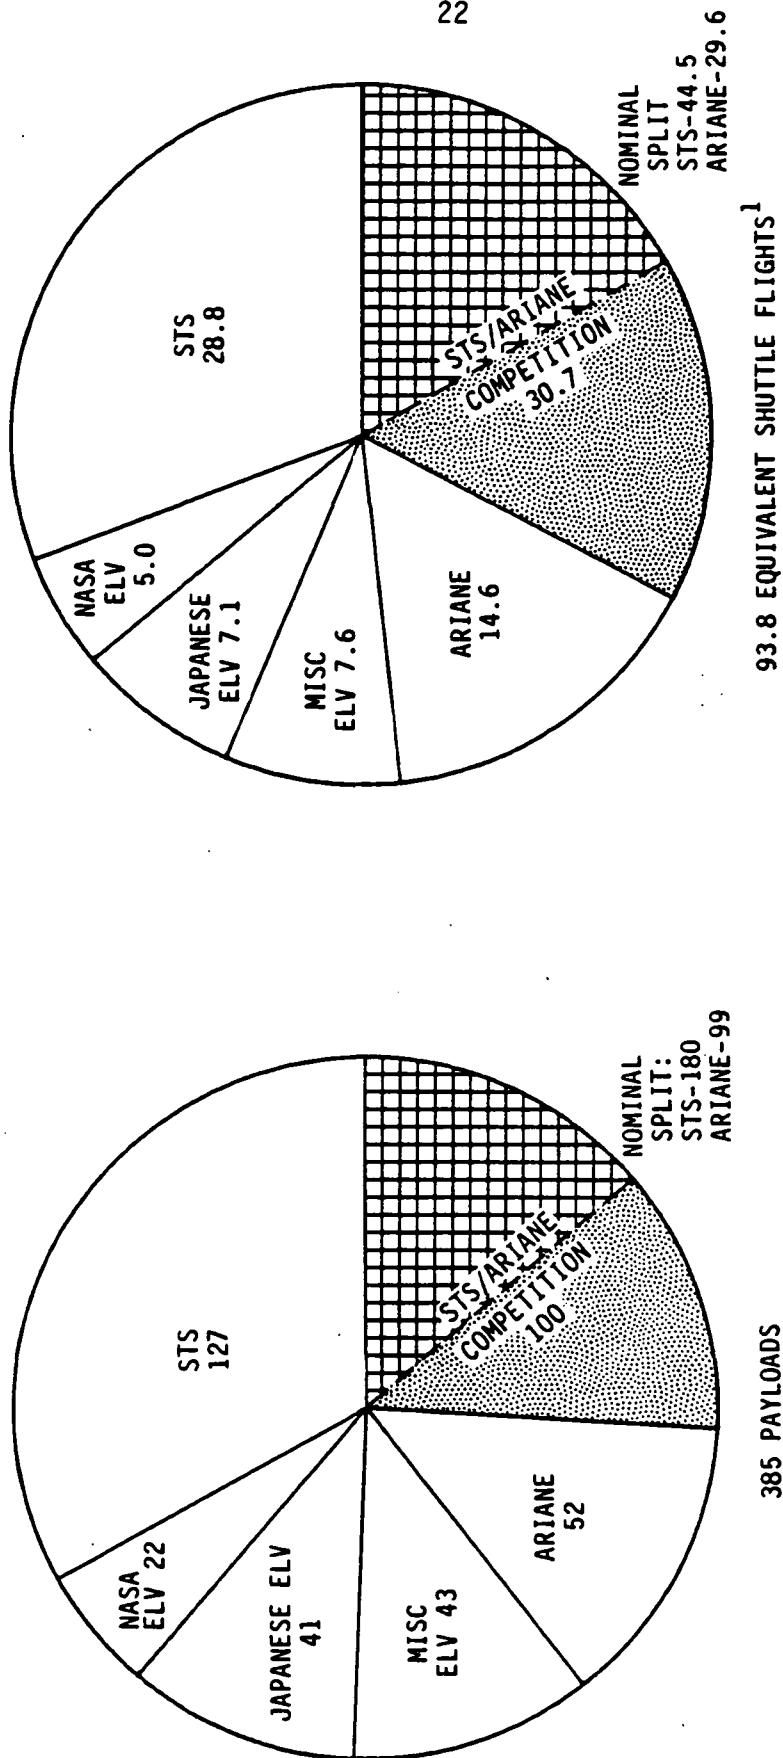 STS
127
NASA
ELV 22
JAPANESE ELV
41
MISC
ELV 43
ARIANE
52
STS/ARIANE
COMPETITION
100
NOMINAL
SPLIT:
STS-180
ARIANE-99
385 PAYLOADS
STS
28.8
NASA
ELV
5.0
JAPANESE
ELV 7.1
MISC
ELV 7.6
ARIANE
14.6
STS/ARIANE
COMPETITION
30.7
NOMINAL
SPLIT
STS-44.5
ARIANE-29.6
93.8 EQUIVALENT SHUTTLE FLIGHTS1
22